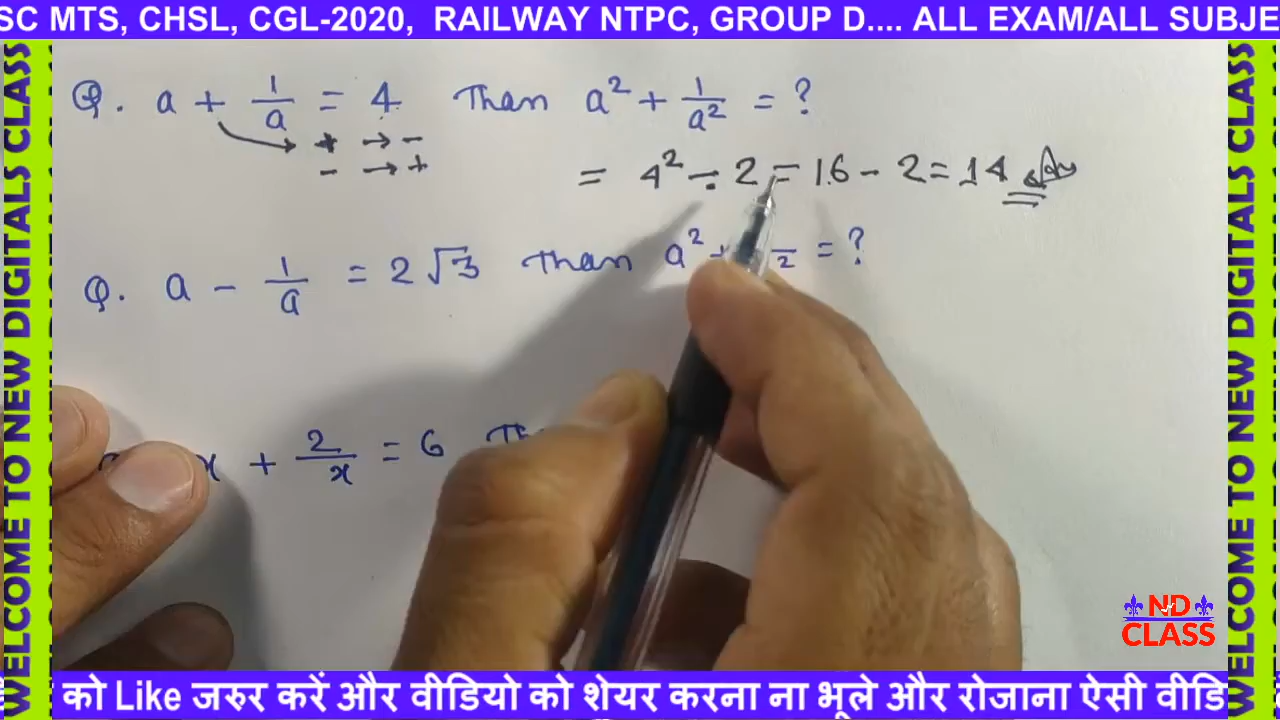 SC MTS, CHSL, CGL-2020, RAILWAY NTPC, GROUP D.... ALL EXAM/ALL SUBJE
WELCOME TO NEW DIGITALS CLASS
Q. a + 1/a = 4 Than a² + 1/a² = ?
+ → -
- → +
= 4² - 2 = 16 - 2 = 14
Q. a - 1/a = 2√3 Than a² + 2 = ?
x + 2/x = 6
ND
CLASS
WELCOME TO NEW DIGITALS CLASS
को Like जरुर करें और वीडियो को शेयर करना ना भूले और रोजाना ऐसी वीडि